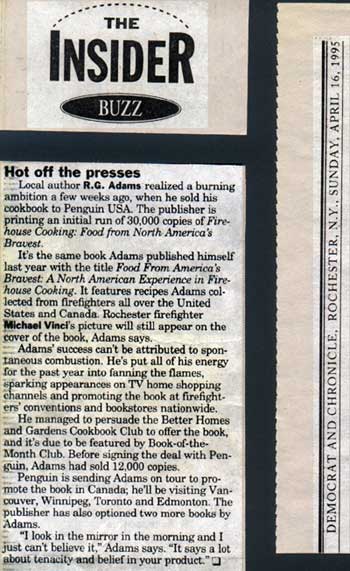 THE
INSIDER
BUZZ
Hot off the presses
Local author R.G. Adams realized a burning
ambition a few weeks ago, when he sold his
cookbook to Penguin USA. The publisher is
printing an initial run of 30,000 copies of Fire-
house Cooking: Food from North America's
Bravest.
It's the same book Adams published himself
last year with the title Food From America's
Bravest: A North American Experience in Fire-
house Cooking. It features recipes Adams col-
lected from firefighters all over the United
States and Canada. Rochester firefighter
Michael Vinci's picture will still appear on the
cover of the book, Adams says.
Adams' success can't be attributed to spon-
taneous combustion. He's put all of his energy
for the past year into fanning the flames,
sparking appearances on TV home shopping
channels and promoting the book at firefight-
ers' conventions and bookstores nationwide.
He managed to persuade the Better Homes
and Gardens Cookbook Club to offer the book,
and it's due to be featured by Book-of-the-
Month Club. Before signing the deal with Pen-
guin, Adams had sold 12,000 copies.
Penguin is sending Adams on tour to pro-
mote the book in Canada; he'll be visiting Van-
couver, Winnipeg, Toronto and Edmonton. The
publisher has also optioned two more books by
Adams.
"I look in the mirror in the morning and I
just can't believe it," Adams says. "It says a lot
about tenacity and belief in your product."
DEMOCRAT AND CHRONICLE, ROCHESTER, N.Y., SUNDAY, APRIL 16, 1995